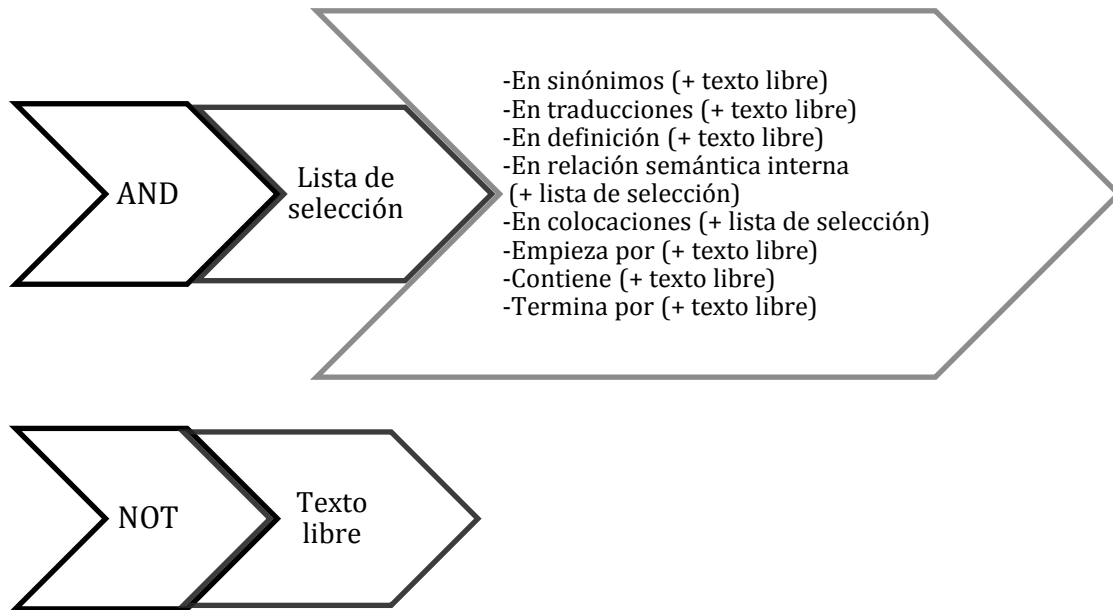 AND
Lista de
selección
-En sinónimos (+ texto libre)
-En traducciones (+ texto libre)
-En definición (+ texto libre)
-En relación semántica interna
(+ lista de selección)
-En colocaciones (+ lista de selección)
-Empieza por (+ texto libre)
-Contiene (+ texto libre)
-Termina por (+ texto libre)
NOT
Texto
libre